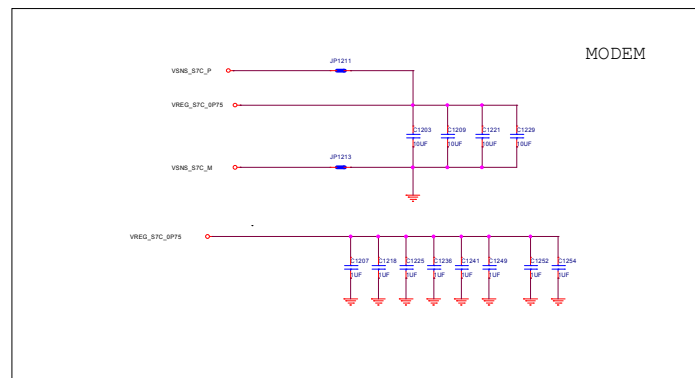 MODEM
JP1211
VSNS_S7C_P
VREG_S7C_0P75
C1203 C1209 C1221 C1229
10UF 10UF 10UF 10UF
JP1213
VSNS_S7C_M
VREG_S7C_0P75
C1207 C1218 C1225 C1236 C1241 C1249 C1252 C1254
1UF 1UF 1UF 1UF 1UF 1UF 1UF 1UF